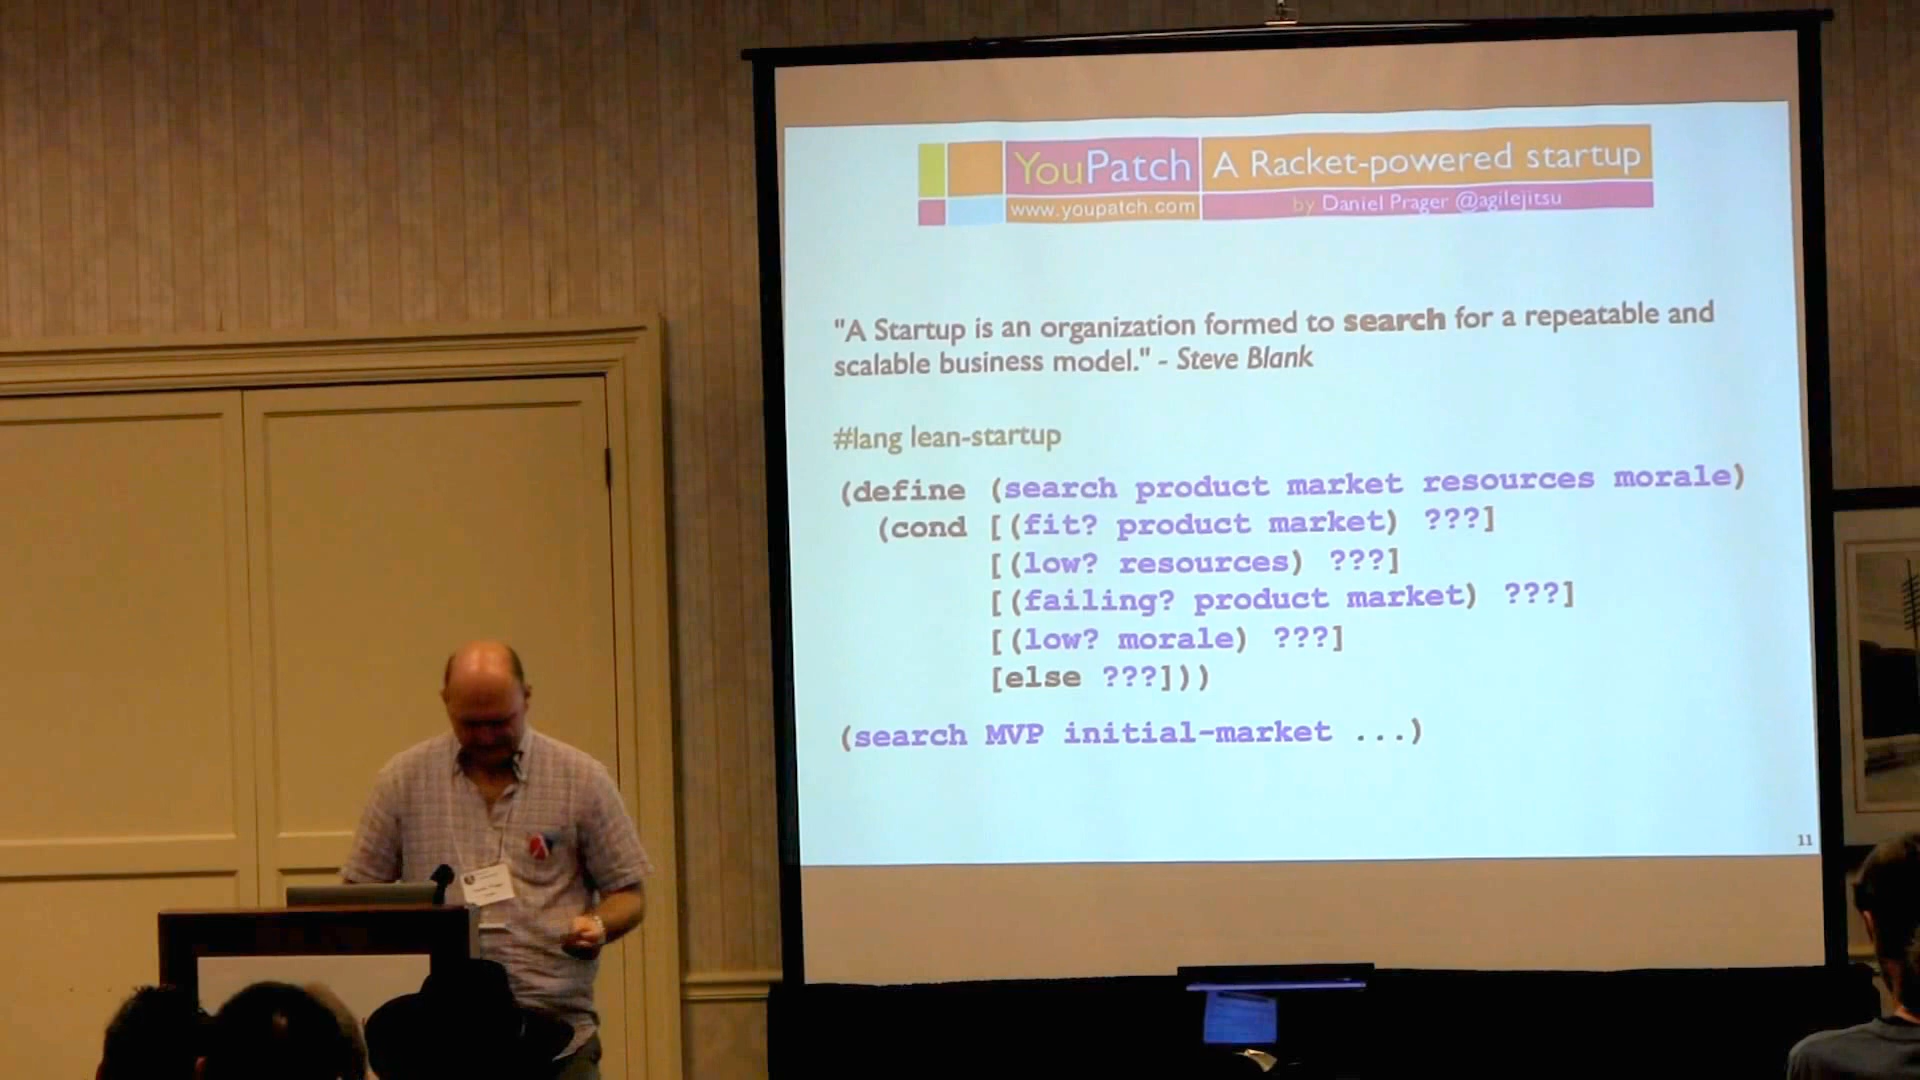 YouPatch
A Racket-powered startup
www.youpatch.com
by Daniel Prager @agilejitsu
"A Startup is an organization formed to search for a repeatable and
scalable business model." - Steve Blank
#lang lean-startup
(define (search product market resources morale)
(cond [(fit? product market) ???]
[(low? resources) ???]
[(failing? product market) ???]
[(low? morale) ???]
[else ???]))
(search MVP initial-market ...)
11